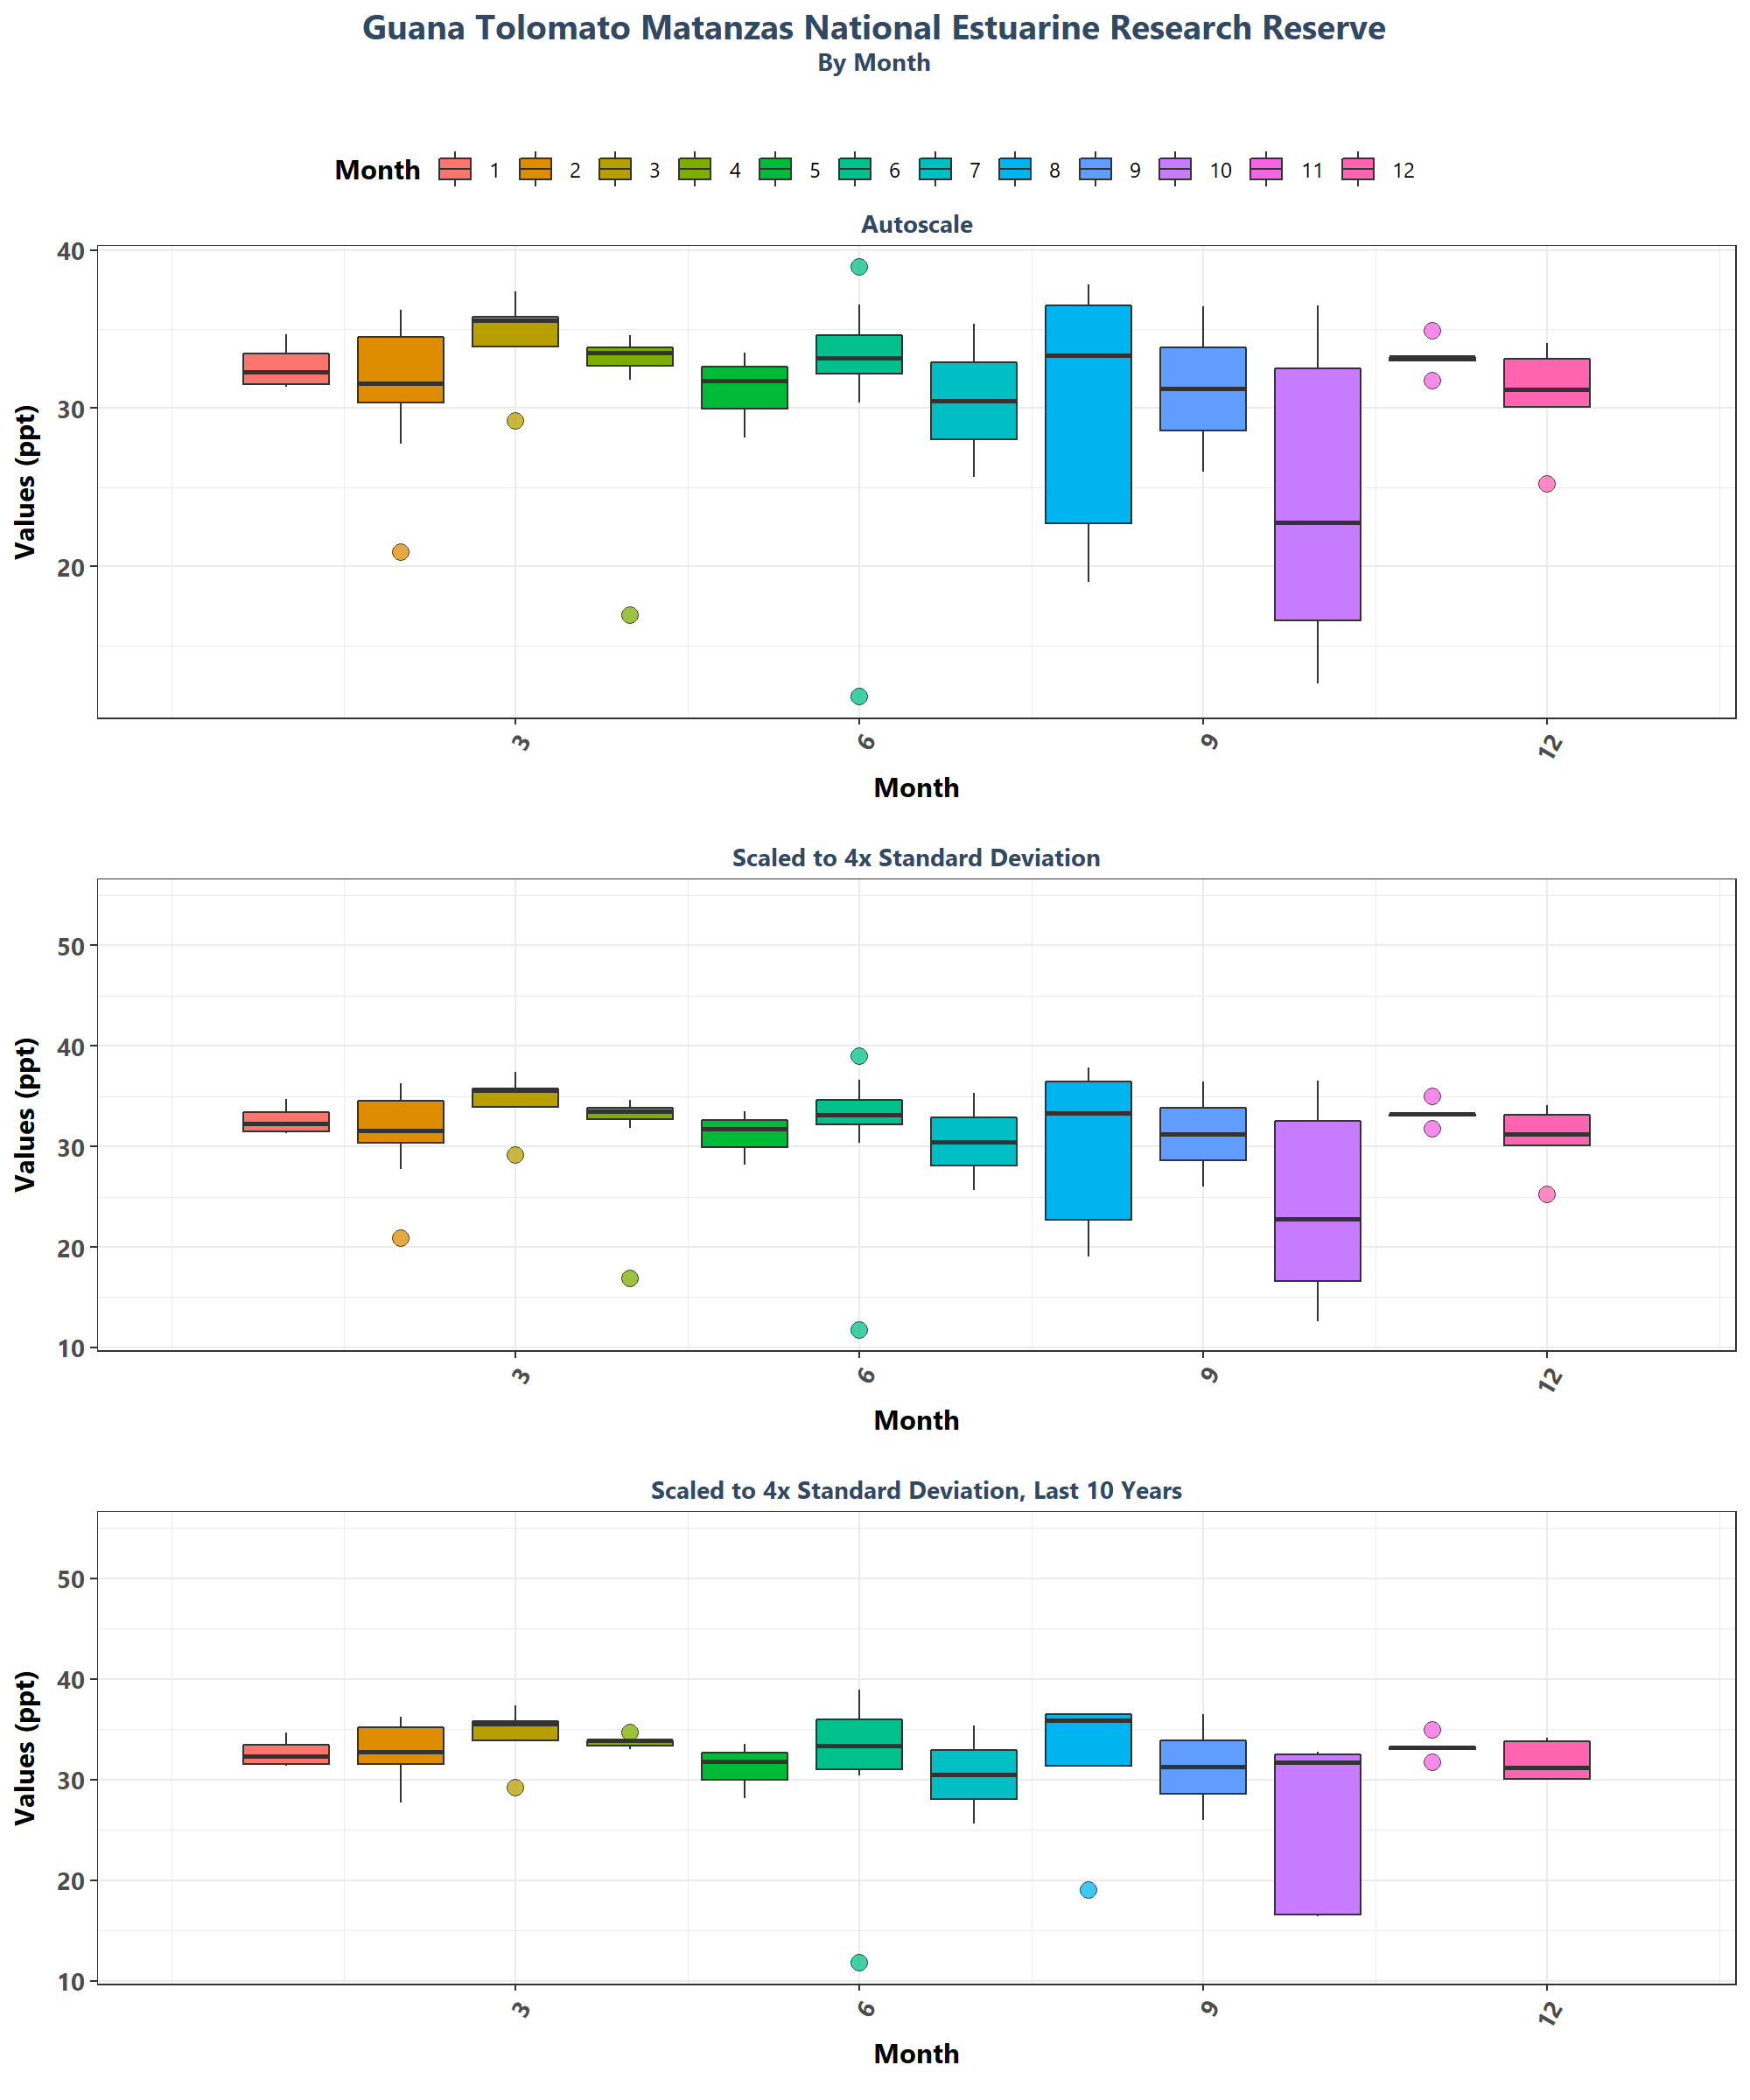 Guana Tolomato Matanzas National Estuarine Research Reserve
By Month
Month 1 2 3 4 5 6 7 8 9 10 11 12
Autoscale
Values (ppt)
40
30
20
3 6 9 12
Month
Scaled to 4x Standard Deviation
Values (ppt)
50
40
30
20
10
3 6 9 12
Month
Scaled to 4x Standard Deviation, Last 10 Years
Values (ppt)
50
40
30
20
10
3 6 9 12
Month